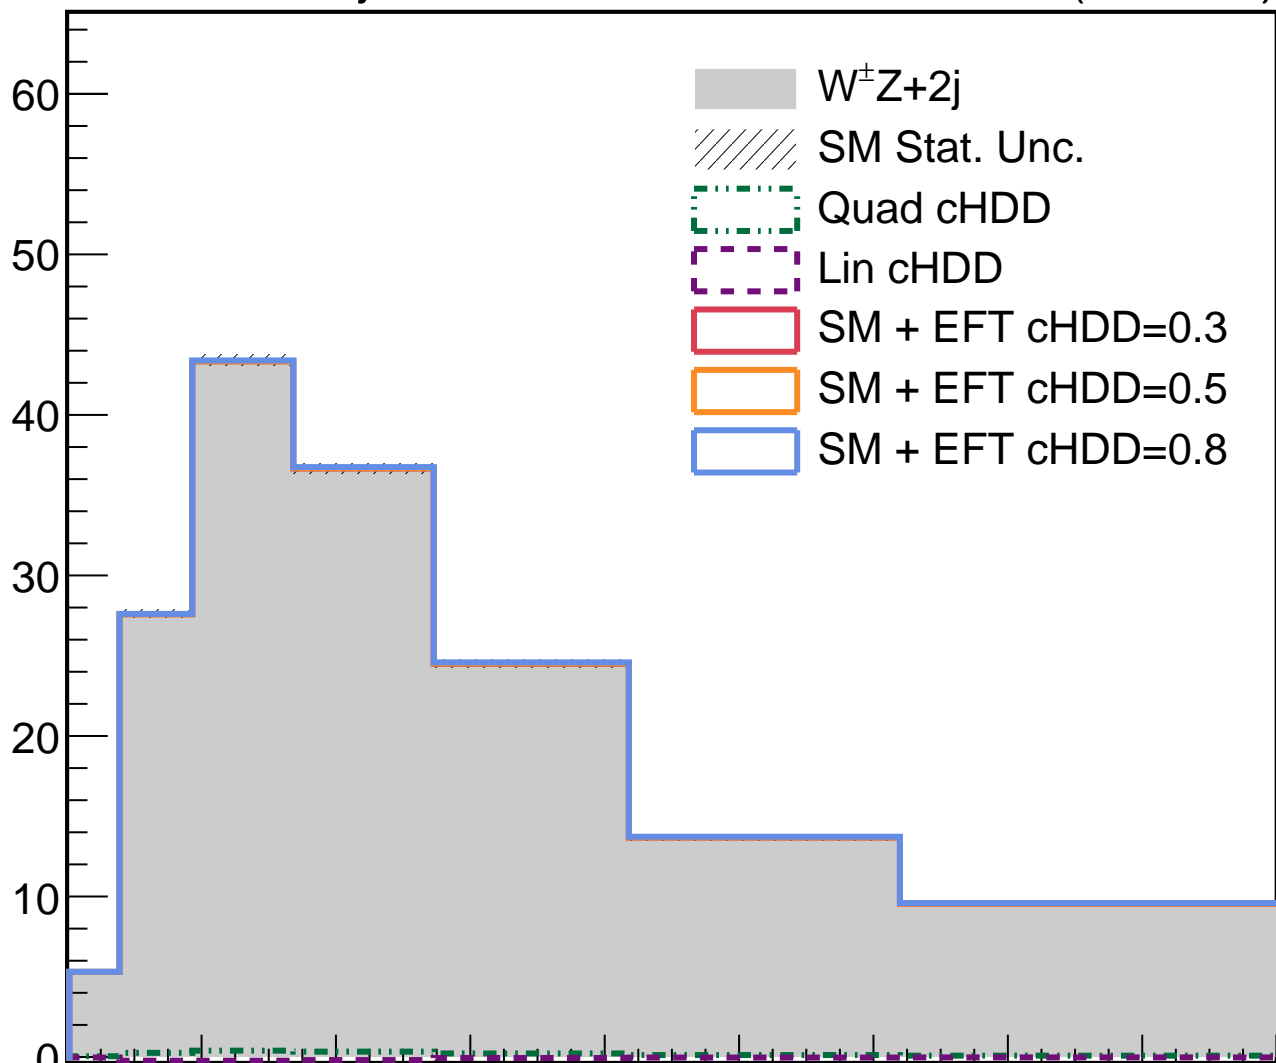 60
50
40
30
20
10
0
W±Z+2j
SM Stat. Unc.
Quad cHDD
Lin cHDD
SM + EFT cHDD=0.3
SM + EFT cHDD=0.5
SM + EFT cHDD=0.8